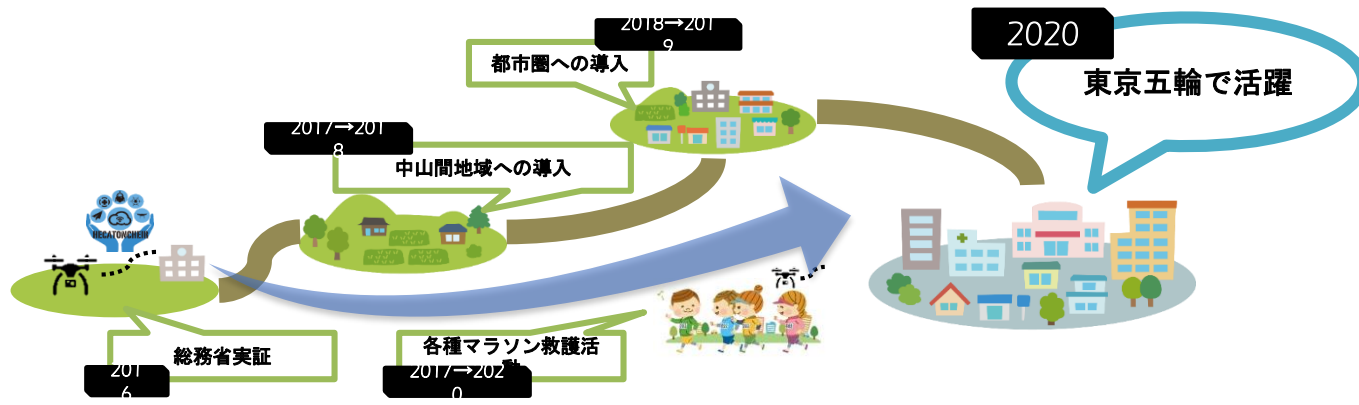 2020
東京五輪で活躍
2018→201
9
都市圏への導入
2017→201
8
中山間地域への導入
HECATONCHEIR
総務省実証
201
6
各種マラソン救護活
動
2017→202
0